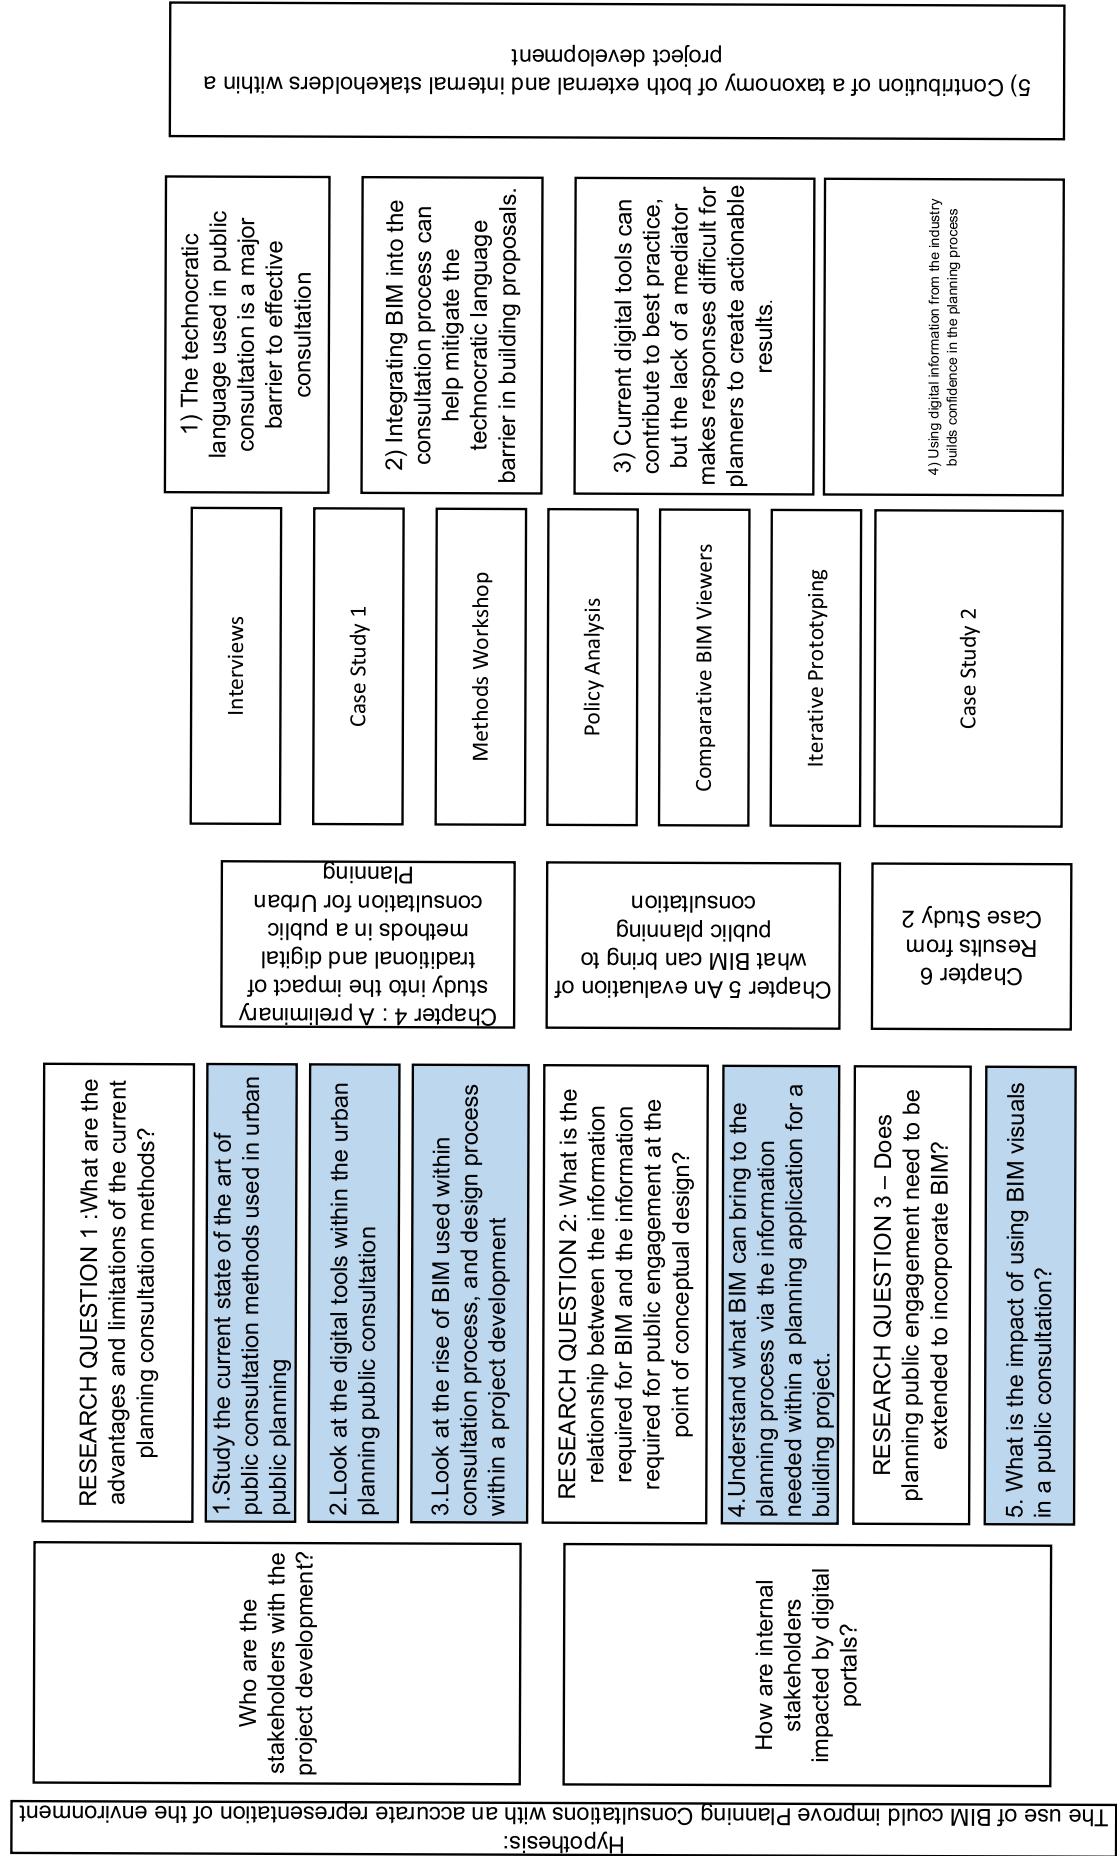 Hypothesis:
The use of BIM could improve Planning Consultations with an accurate representation of the environment
Who are the
stakeholders with the
project development?
How are internal
stakeholders
impacted by digital
portals?
RESEARCH QUESTION 1 :What are the
advantages and limitations of the current
planning consultation methods?
1.Study the current state of the art of
public consultation methods used in urban
public planning
2.Look at the digital tools within the urban
planning public consultation
3.Look at the rise of BIM used within
consultation process, and design process
within a project development
RESEARCH QUESTION 2: What is the
relationship between the information
required for BIM and the information
required for public engagement at the
point of conceptual design?
4.Understand what BIM can bring to the
planning process via the information
needed within a planning application for a
building project.
RESEARCH QUESTION 3 – Does
planning public engagement need to be
extended to incorporate BIM?
5. What is the impact of using BIM visuals
in a public consultation?
Chapter 4 : A preliminary
study into the impact of
traditional and digital
methods in a public
consultation for Urban
Planning
Chapter 5 An evaluation of
what BIM can bring to
public planning
consultation
Chapter 6
Results from
Case Study 2
Interviews
Case Study 1
Methods Workshop
Policy Analysis
Comparative BIM Viewers
Iterative Prototyping
Case Study 2
1) The technocratic
language used in public
consultation is a major
barrier to effective
consultation
2) Integrating BIM into the
consultation process can
help mitigate the
technocratic language
barrier in building proposals.
3) Current digital tools can
contribute to best practice,
but the lack of a mediator
makes responses difficult for
planners to create actionable
results.
4) Using digital information from the industry
builds confidence in the planning process
5) Contribution of a taxonomy of both external and internal stakeholders within a
project development